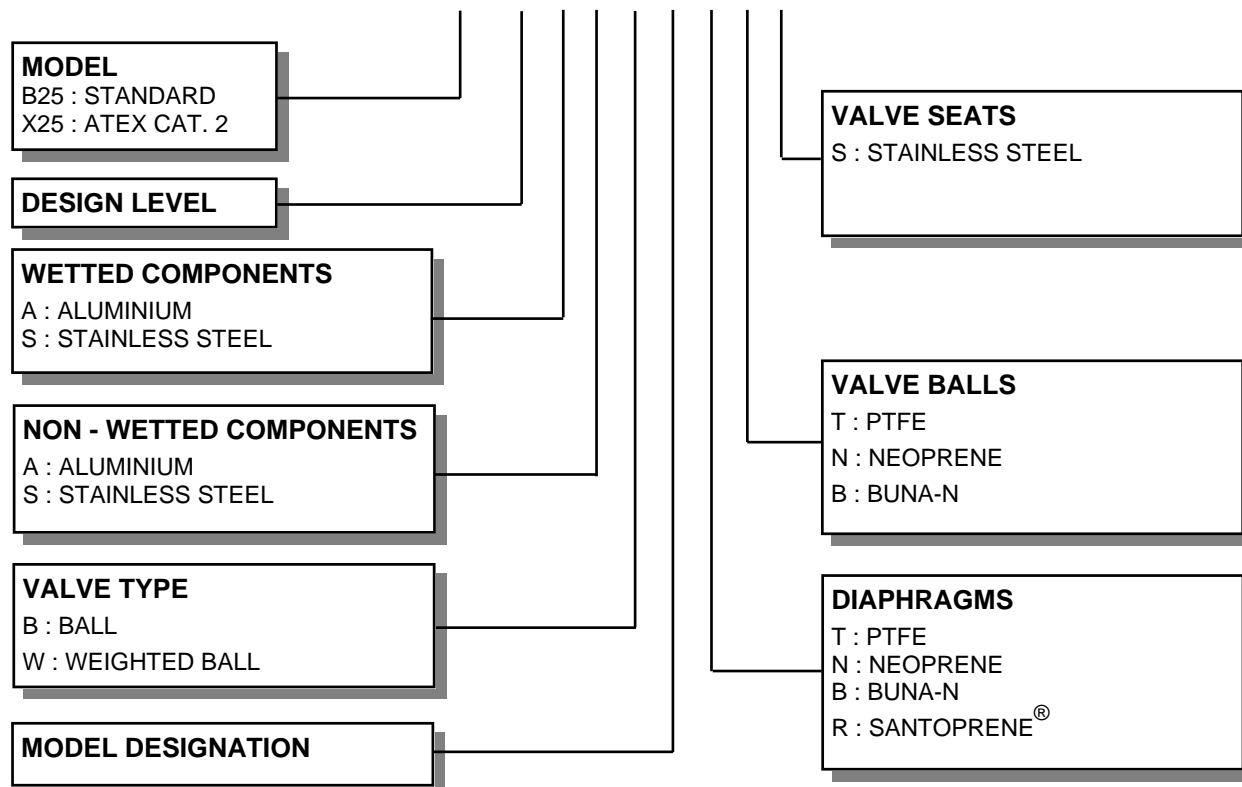 MODEL
B25 : STANDARD
X25 : ATEX CAT. 2
DESIGN LEVEL
WETTED COMPONENTS
A : ALUMINIUM
S : STAINLESS STEEL
NON - WETTED COMPONENTS
A : ALUMINIUM
S : STAINLESS STEEL
VALVE TYPE
B : BALL
W : WEIGHTED BALL
MODEL DESIGNATION
VALVE SEATS
S : STAINLESS STEEL
VALVE BALLS
T : PTFE
N : NEOPRENE
B : BUNA-N
DIAPHRAGMS
T : PTFE
N : NEOPRENE
B : BUNA-N
R : SANTOPRENE®